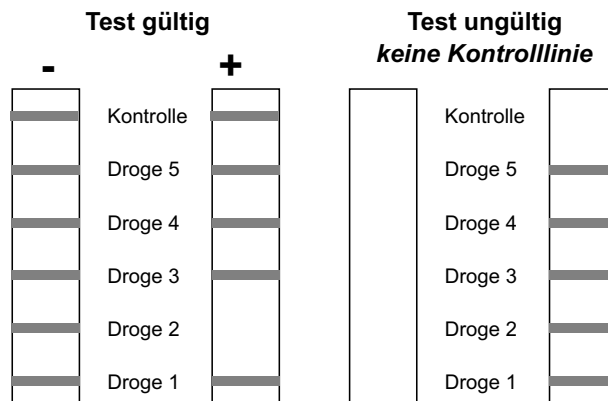 Test gültig
- +
Kontrolle
Droge 5
Droge 4
Droge 3
Droge 2
Droge 1
Test ungültig
keine Kontrolllinie
Kontrolle
Droge 5
Droge 4
Droge 3
Droge 2
Droge 1